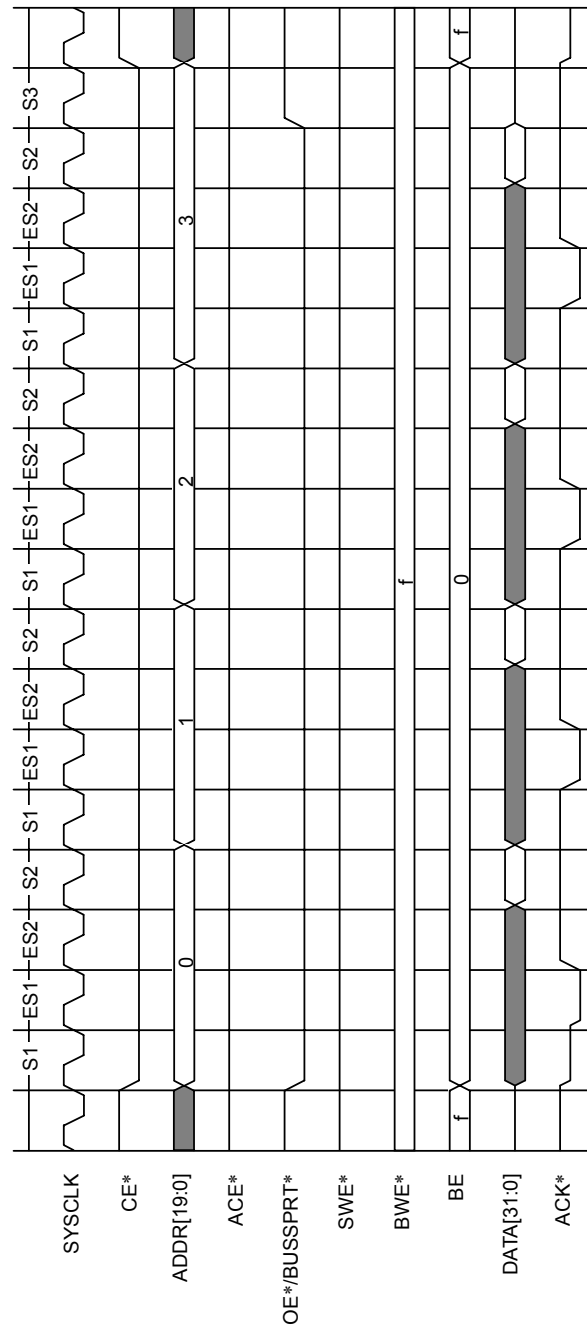 S1 ES1 ES2 S2 S1 ES1 ES2 S2 S1 ES1 ES2 S2 S1 ES1 ES2 S2 S3
SYSCLK
CE*
ADDR[19:0] 0 1 2 3
ACE*
OE*/BUSSPRT*
SWE*
BWE* f
BE f 0 f
DATA[31:0]
ACK*